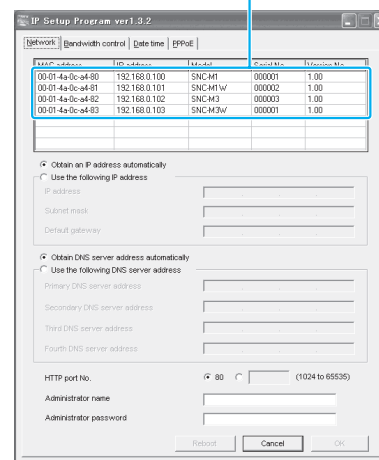 IP Setup Program ver1.3.2
Network Bandwidth control Date time PPPoE
MAC address IP address Model Serial No. Version No.
00-01-4a-0c-a4-80 192.168.0.100 SNC-M1 000001 1.00
00-01-4a-0c-a4-81 192.168.0.101 SNC-M1W 000002 1.00
00-01-4a-0c-a4-82 192.168.0.102 SNC-M3 000003 1.00
00-01-4a-0c-a4-83 192.168.0.103 SNC-M3W 000001 1.00
Obtain an IP address automatically
Use the following IP address
IP address
Subnet mask
Default gateway
Obtain DNS server address automatically
Use the following DNS server address
Primary DNS server address
Secondary DNS server address
Third DNS server address
Fourth DNS server address
HTTP port No. 80 (1024 to 65535)
Administrator name
Administrator password
Reboot Cancel OK